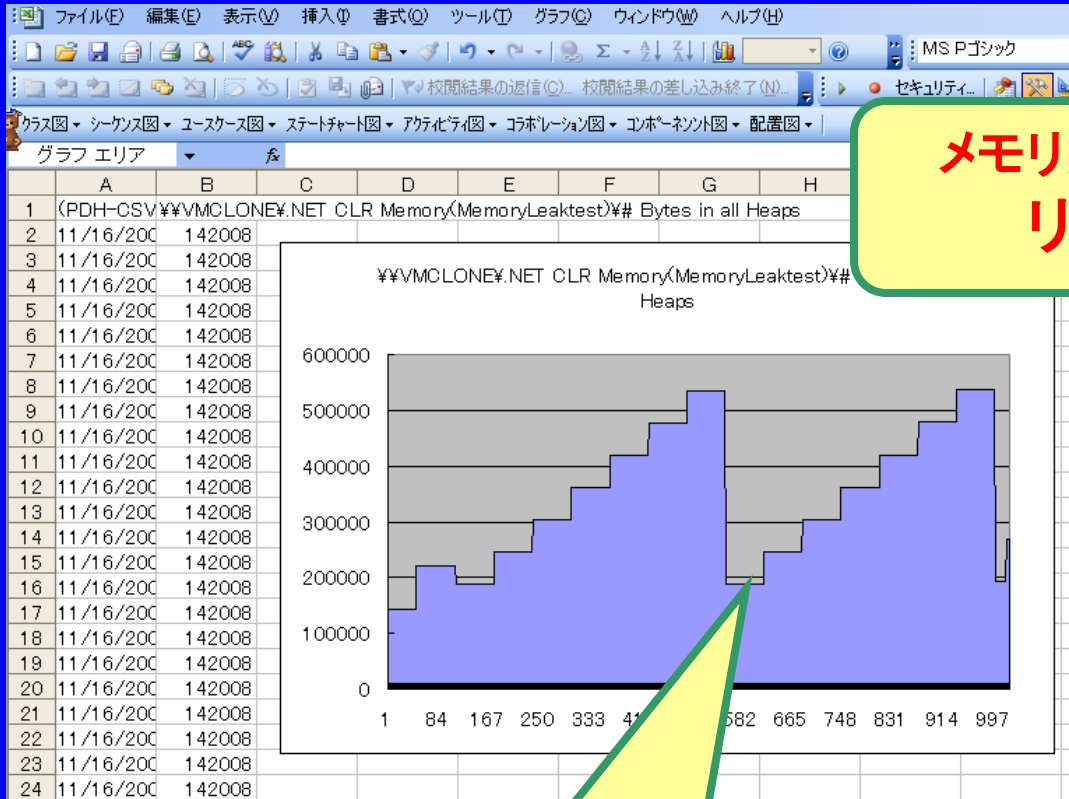 ファイル(F) 編集(E) 表示(V) 挿入(I) 書式(O) ツール(T) グラフ(C) ウィンドウ(W) ヘルプ(H)
MS Pゴシック
校閲結果の返信(C)... 校閲結果の差し込み終了(N)... セキュリティ...
クラス図 シーケンス図 ユースケース図 ステートチャート図 アクティビティ図 コラボレーション図 コンポーネント図 配置図
グラフ エリア fx
メモリ
リ
A B C D E F G H
1 (PDH-CSV ¥¥VMCLONE¥.NET CLR Memory(MemoryLeaktest)¥# Bytes in all Heaps
2 11/16/200 142008
3 11/16/200 142008
4 11/16/200 142008
5 11/16/200 142008
6 11/16/200 142008
7 11/16/200 142008
8 11/16/200 142008
9 11/16/200 142008
10 11/16/200 142008
11 11/16/200 142008
12 11/16/200 142008
13 11/16/200 142008
14 11/16/200 142008
15 11/16/200 142008
16 11/16/200 142008
17 11/16/200 142008
18 11/16/200 142008
19 11/16/200 142008
20 11/16/200 142008
21 11/16/200 142008
22 11/16/200 142008
23 11/16/200 142008
24 11/16/200 142008
¥¥VMCLONE¥.NET CLR Memory(MemoryLeaktest)¥#
Heaps
600000
500000
400000
300000
200000
100000
0
1 84 167 250 333 582 665 748 831 914 997